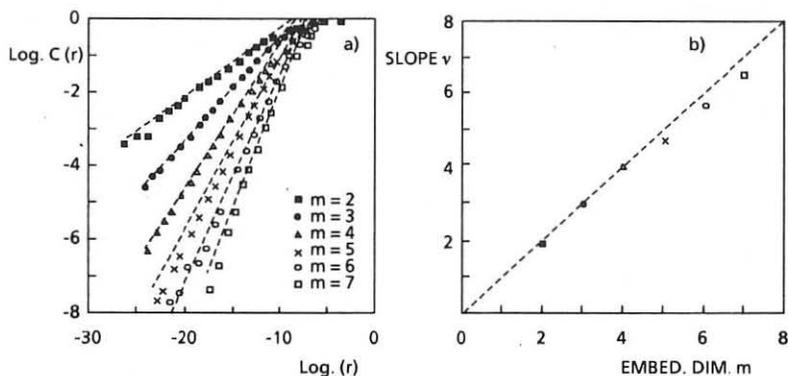 0
a)
Log. C (r)
-2
-4
-6
-8
m = 2
m = 3
m = 4
m = 5
m = 6
m = 7
-30
-20
-10
0
Log. (r)
8
b)
SLOPE ν
6
4
2
0
2
4
6
8
EMBED. DIM. m